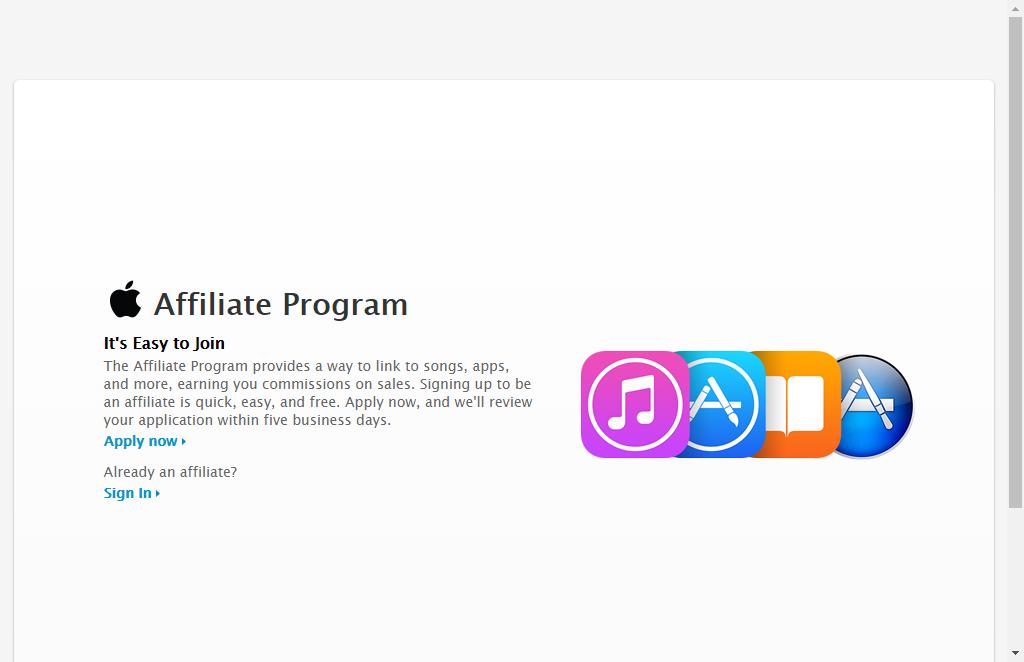 Affiliate Program
It's Easy to Join
The Affiliate Program provides a way to link to songs, apps,
and more, earning you commissions on sales. Signing up to be
an affiliate is quick, easy, and free. Apply now, and we'll review
your application within five business days.
Apply now
Already an affiliate?
Sign In